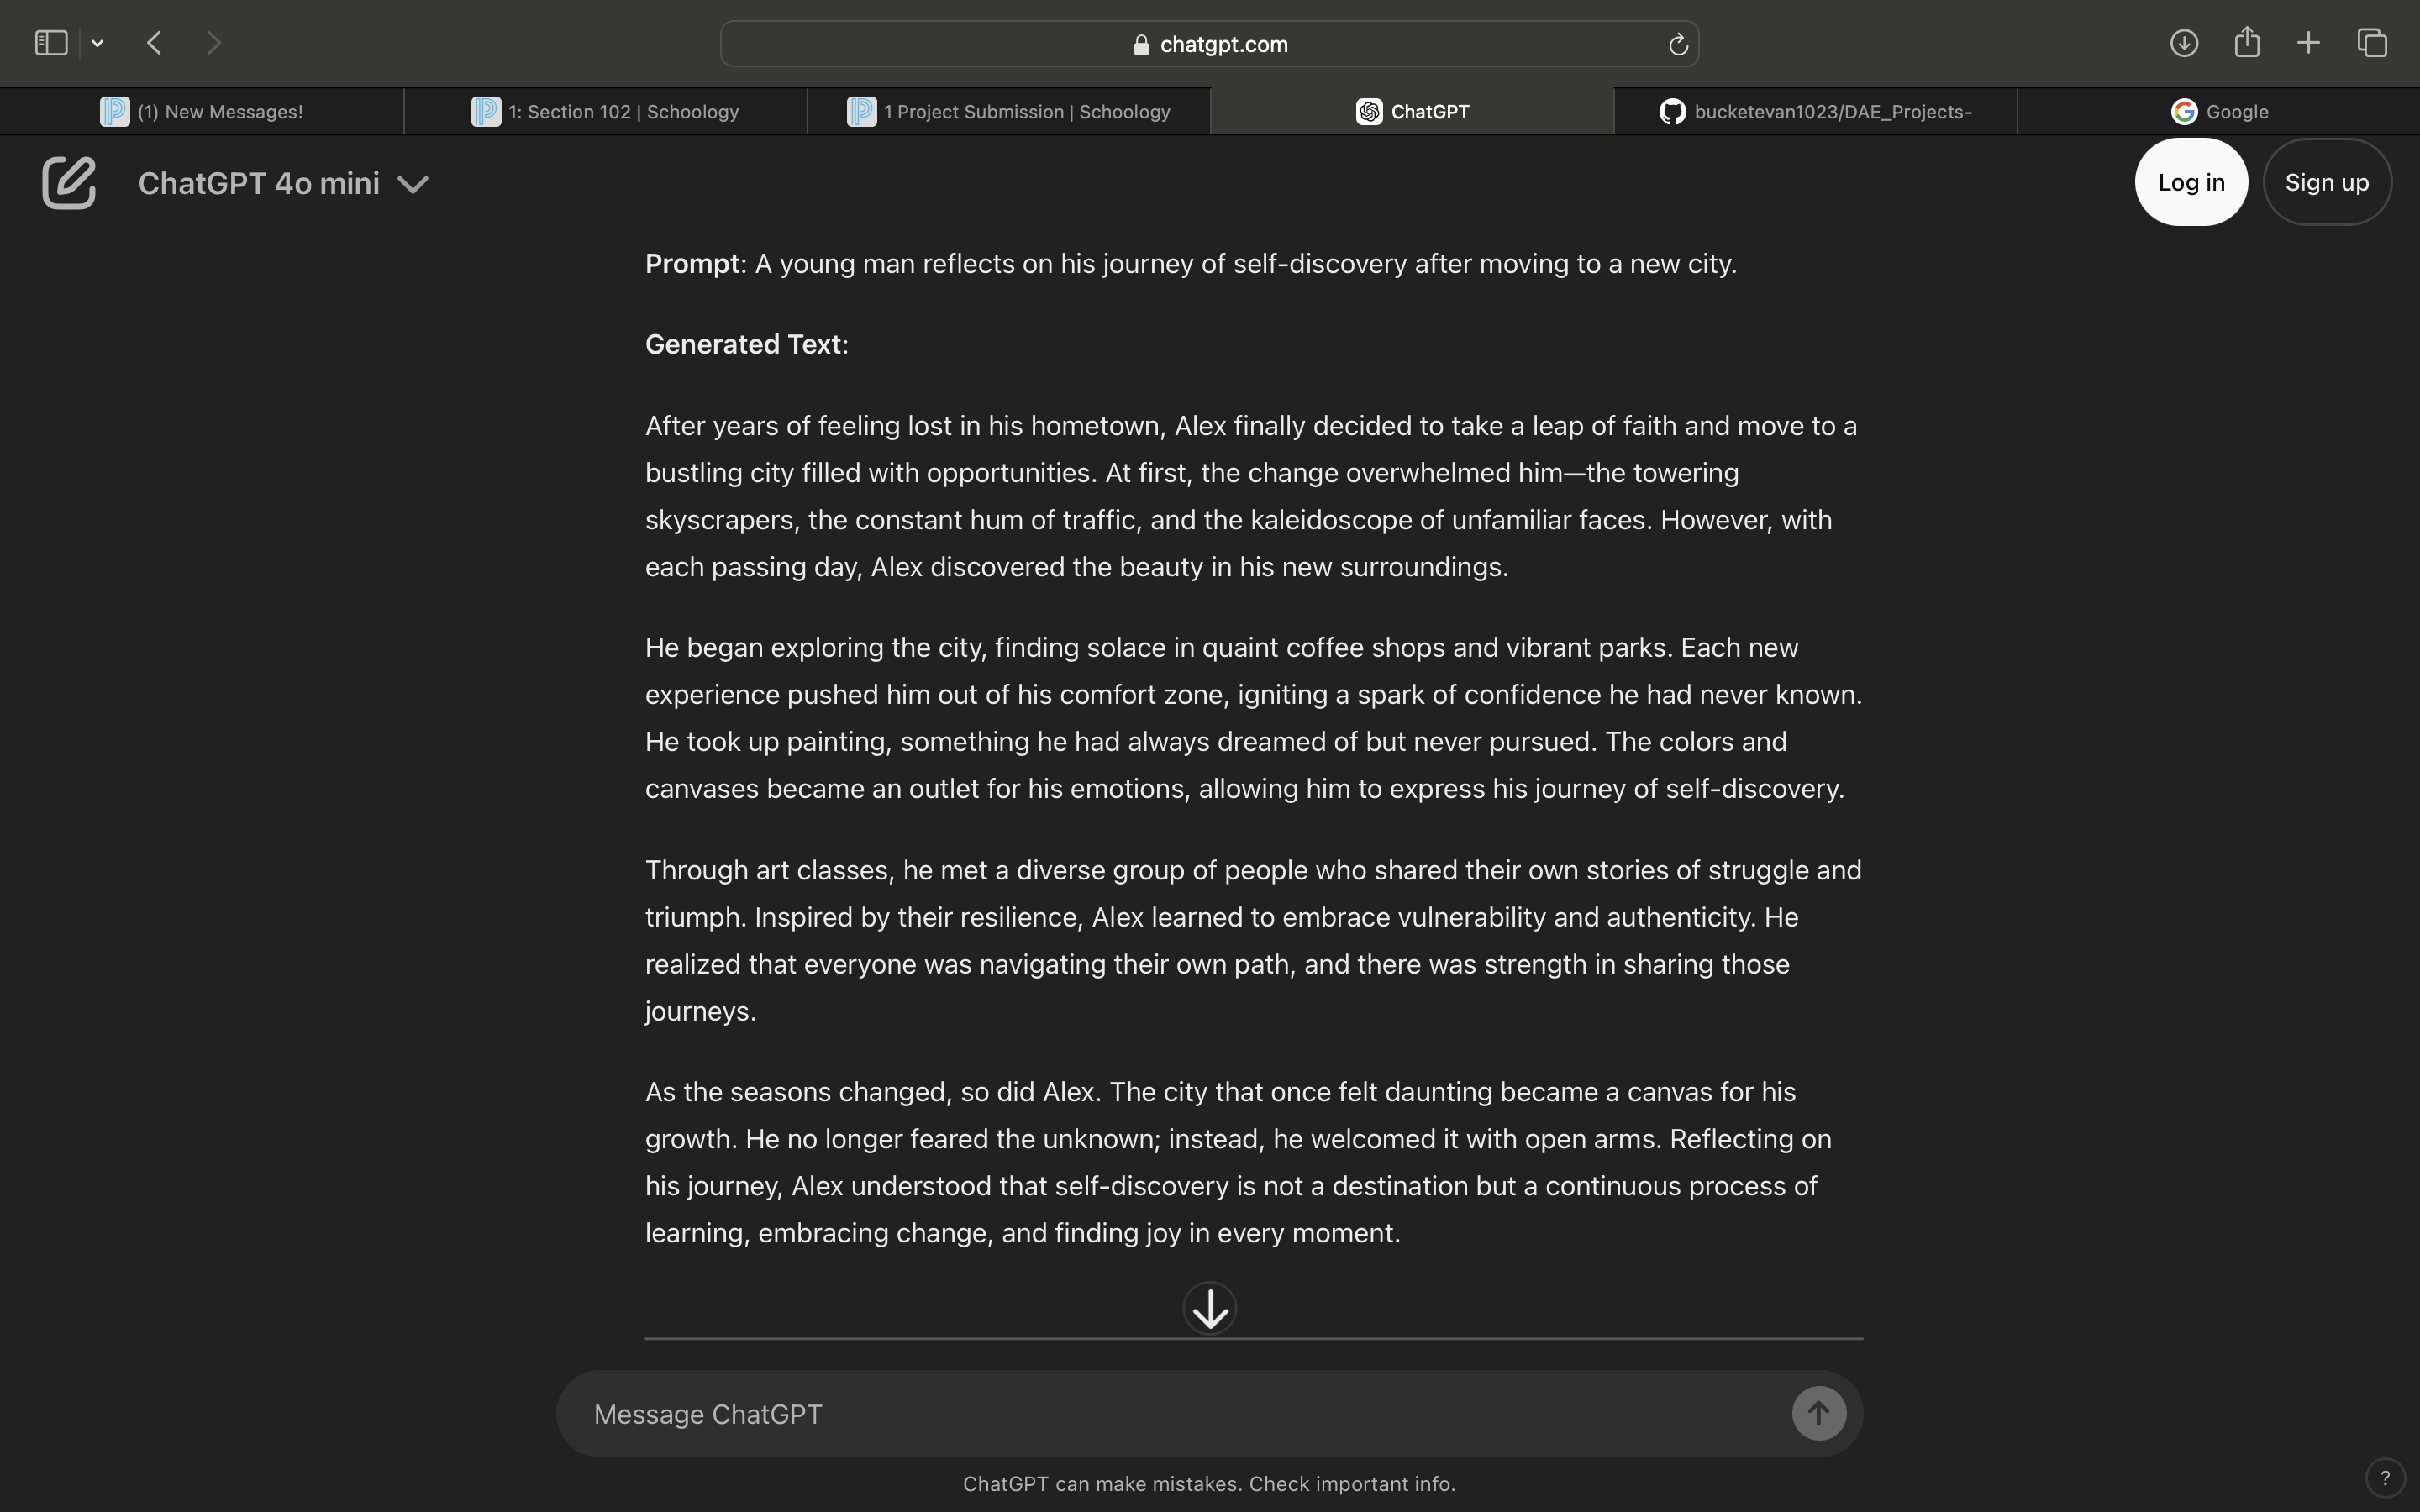 chatgpt.com
(1) New Messages!
1: Section 102 | Schoology
1 Project Submission | Schoology
ChatGPT
bucketevan1023/DAE_Projects-
Google
ChatGPT 4o mini
Log in
Sign up
Prompt: A young man reflects on his journey of self-discovery after moving to a new city.
Generated Text:
After years of feeling lost in his hometown, Alex finally decided to take a leap of faith and move to a
bustling city filled with opportunities. At first, the change overwhelmed him—the towering
skyscrapers, the constant hum of traffic, and the kaleidoscope of unfamiliar faces. However, with
each passing day, Alex discovered the beauty in his new surroundings.
He began exploring the city, finding solace in quaint coffee shops and vibrant parks. Each new
experience pushed him out of his comfort zone, igniting a spark of confidence he had never known.
He took up painting, something he had always dreamed of but never pursued. The colors and
canvases became an outlet for his emotions, allowing him to express his journey of self-discovery.
Through art classes, he met a diverse group of people who shared their own stories of struggle and
triumph. Inspired by their resilience, Alex learned to embrace vulnerability and authenticity. He
realized that everyone was navigating their own path, and there was strength in sharing those
journeys.
As the seasons changed, so did Alex. The city that once felt daunting became a canvas for his
growth. He no longer feared the unknown; instead, he welcomed it with open arms. Reflecting on
his journey, Alex understood that self-discovery is not a destination but a continuous process of
learning, embracing change, and finding joy in every moment.
Message ChatGPT
ChatGPT can make mistakes. Check important info.
?